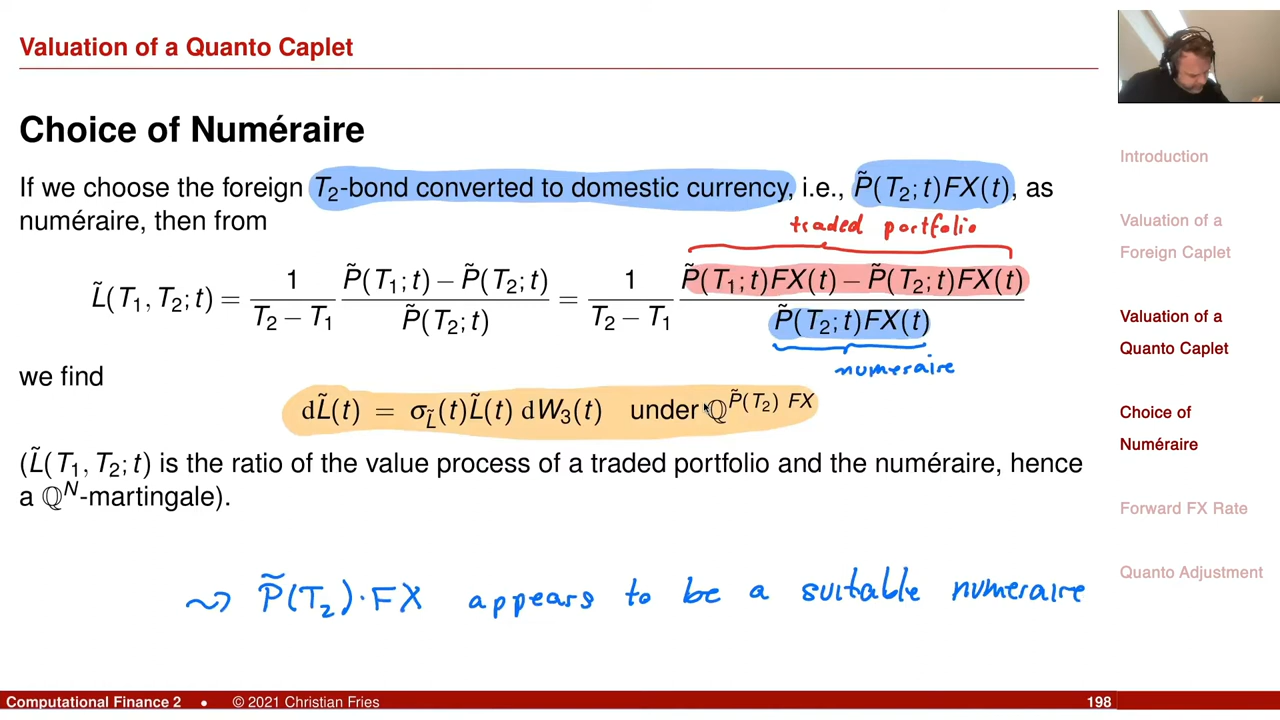 Valuation of a Quanto Caplet
Choice of Numéraire
If we choose the foreign T₂-bond converted to domestic currency, i.e., P̃(T₂; t)FX(t), as
numéraire, then from
traded portfolio
L̃(T₁, T₂; t) = 1/(T₂ − T₁) (P̃(T₁; t) − P̃(T₂; t))/P̃(T₂; t) = 1/(T₂ − T₁) (P̃(T₁; t)FX(t) − P̃(T₂; t)FX(t))/(P̃(T₂; t)FX(t))
numeraire
we find
dL̃(t) = σ_L̃(t)L̃(t) dW₃(t) under ℚ^{P̃(T₂) FX}
(L̃(T₁, T₂; t) is the ratio of the value process of a traded portfolio and the numéraire, hence
a ℚ^N-martingale).
⇝ P̃(T₂)·FX appears to be a suitable numeraire
Introduction
Valuation of a
Foreign Caplet
Valuation of a
Quanto Caplet
Choice of
Numéraire
Forward FX Rate
Quanto Adjustment
Computational Finance 2 • © 2021 Christian Fries 198